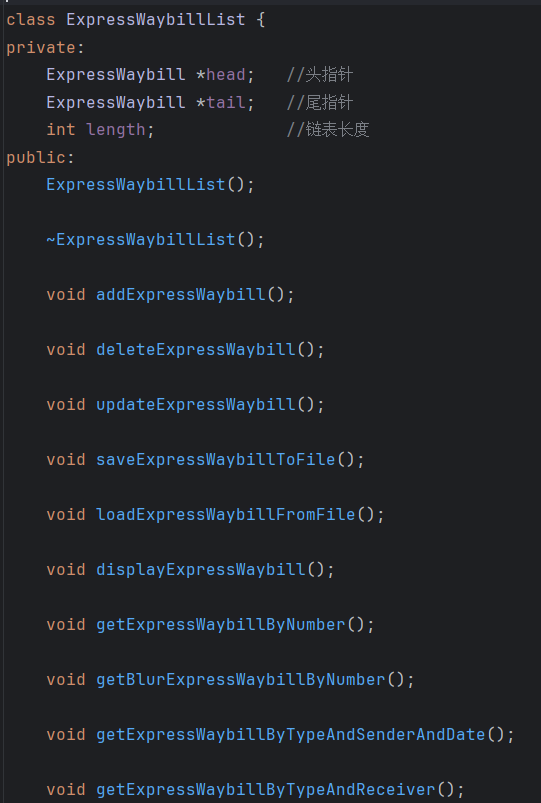 class ExpressWaybillList {
private:
    ExpressWaybill *head;   //头指针
    ExpressWaybill *tail;   //尾指针
    int length;             //链表长度
public:
    ExpressWaybillList();
    ~ExpressWaybillList();
    void addExpressWaybill();
    void deleteExpressWaybill();
    void updateExpressWaybill();
    void saveExpressWaybillToFile();
    void loadExpressWaybillFromFile();
    void displayExpressWaybill();
    void getExpressWaybillByNumber();
    void getBlurExpressWaybillByNumber();
    void getExpressWaybillByTypeAndSenderAndDate();
    void getExpressWaybillByTypeAndReceiver();